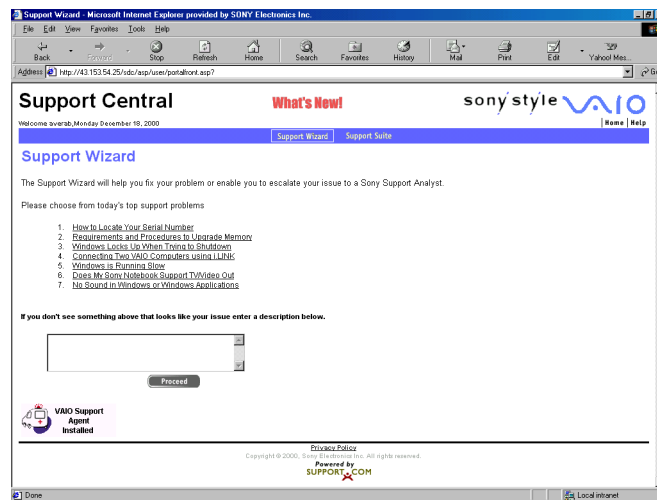 Support Wizard - Microsoft Internet Explorer provided by SONY Electronics Inc.
File Edit View Favorites Tools Help
Back Forward Stop Refresh Home Search Favorites History Mail Print Edit Yahoo! Mes...
Address http://43.153.54.25/sdc/asp/user/portalfront.asp?
Support Central What's New! sony style VAIO
Welcome averab,Monday December 18, 2000 Home | Help
Support Wizard Support Suite
Support Wizard
The Support Wizard will help you fix your problem or enable you to escalate your issue to a Sony Support Analyst.
Please choose from today's top support problems
1. How to Locate Your Serial Number
2. Requirements and Procedures to Upgrade Memory
3. Windows Locks Up When Trying to Shutdown
4. Connecting Two VAIO Computers using i.LINK
5. Windows is Running Slow
6. Does My Sony Notebook Support TV/Video Out
7. No Sound in Windows or Windows Applications
If you don't see something above that looks like your issue enter a description below.
Proceed
VAIO Support
Agent
Installed
Privacy Policy
Copyright © 2000, Sony Electronics Inc. All rights reserved.
Powered by
SUPPORT.COM
Done Local intranet